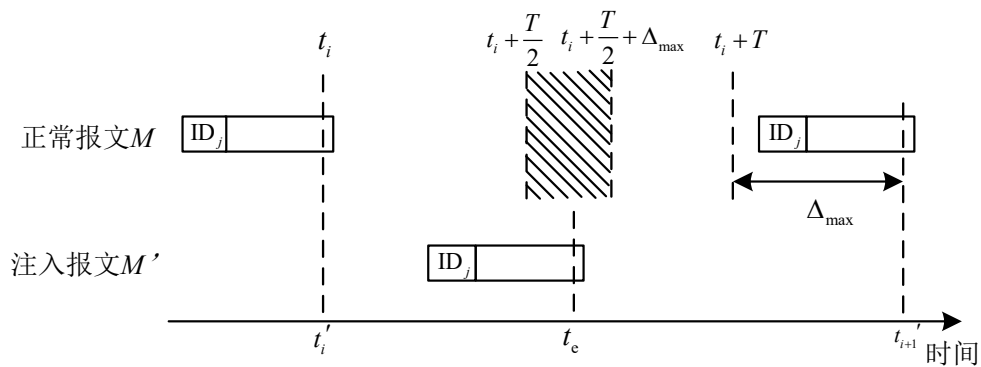 t_i
t_i + T/2
t_i + T/2 + Δ_max
t_i + T
正常报文M
ID_j
ID_j
Δ_max
注入报文M'
ID_j
t_i'
t_e
t_{i+1}'
时间